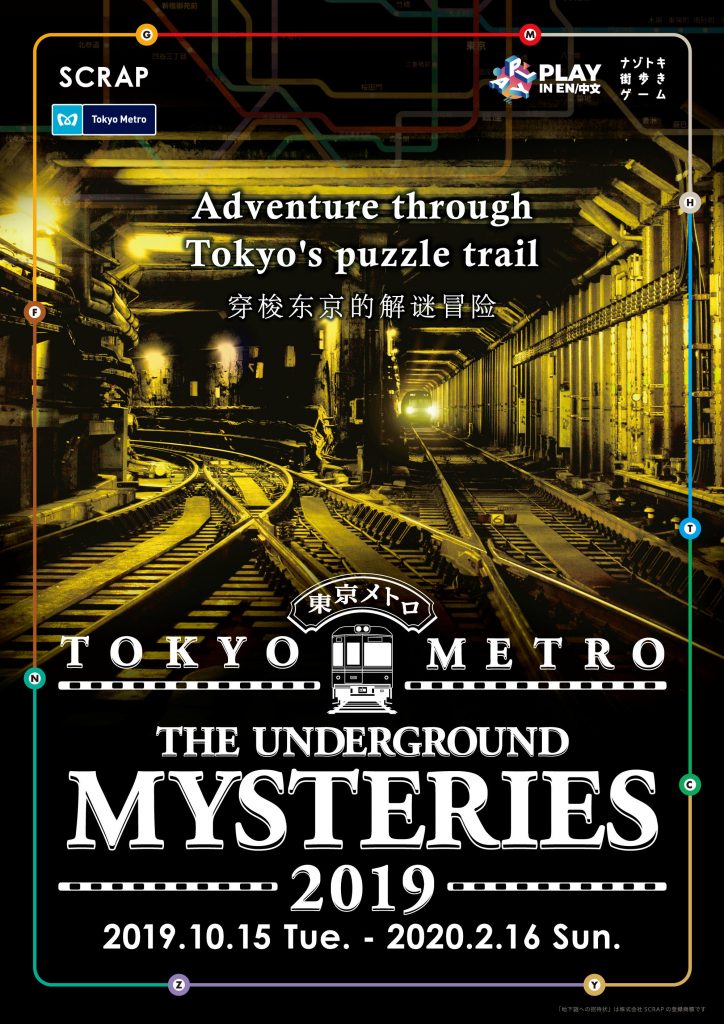 G
M
SCRAP
Tokyo Metro
PLAY
IN EN/中文
ナゾトキ
街歩き
ゲーム
Adventure through
Tokyo's puzzle trail
穿梭东京的解谜冒险
H
F
T
東京メトロ
TOKYO METRO
N
THE UNDERGROUND
MYSTERIES
C
2019
2019.10.15 Tue. - 2020.2.16 Sun.
Z
Y
「地下謎への招待状」は株式会社SCRAPの登録商標です